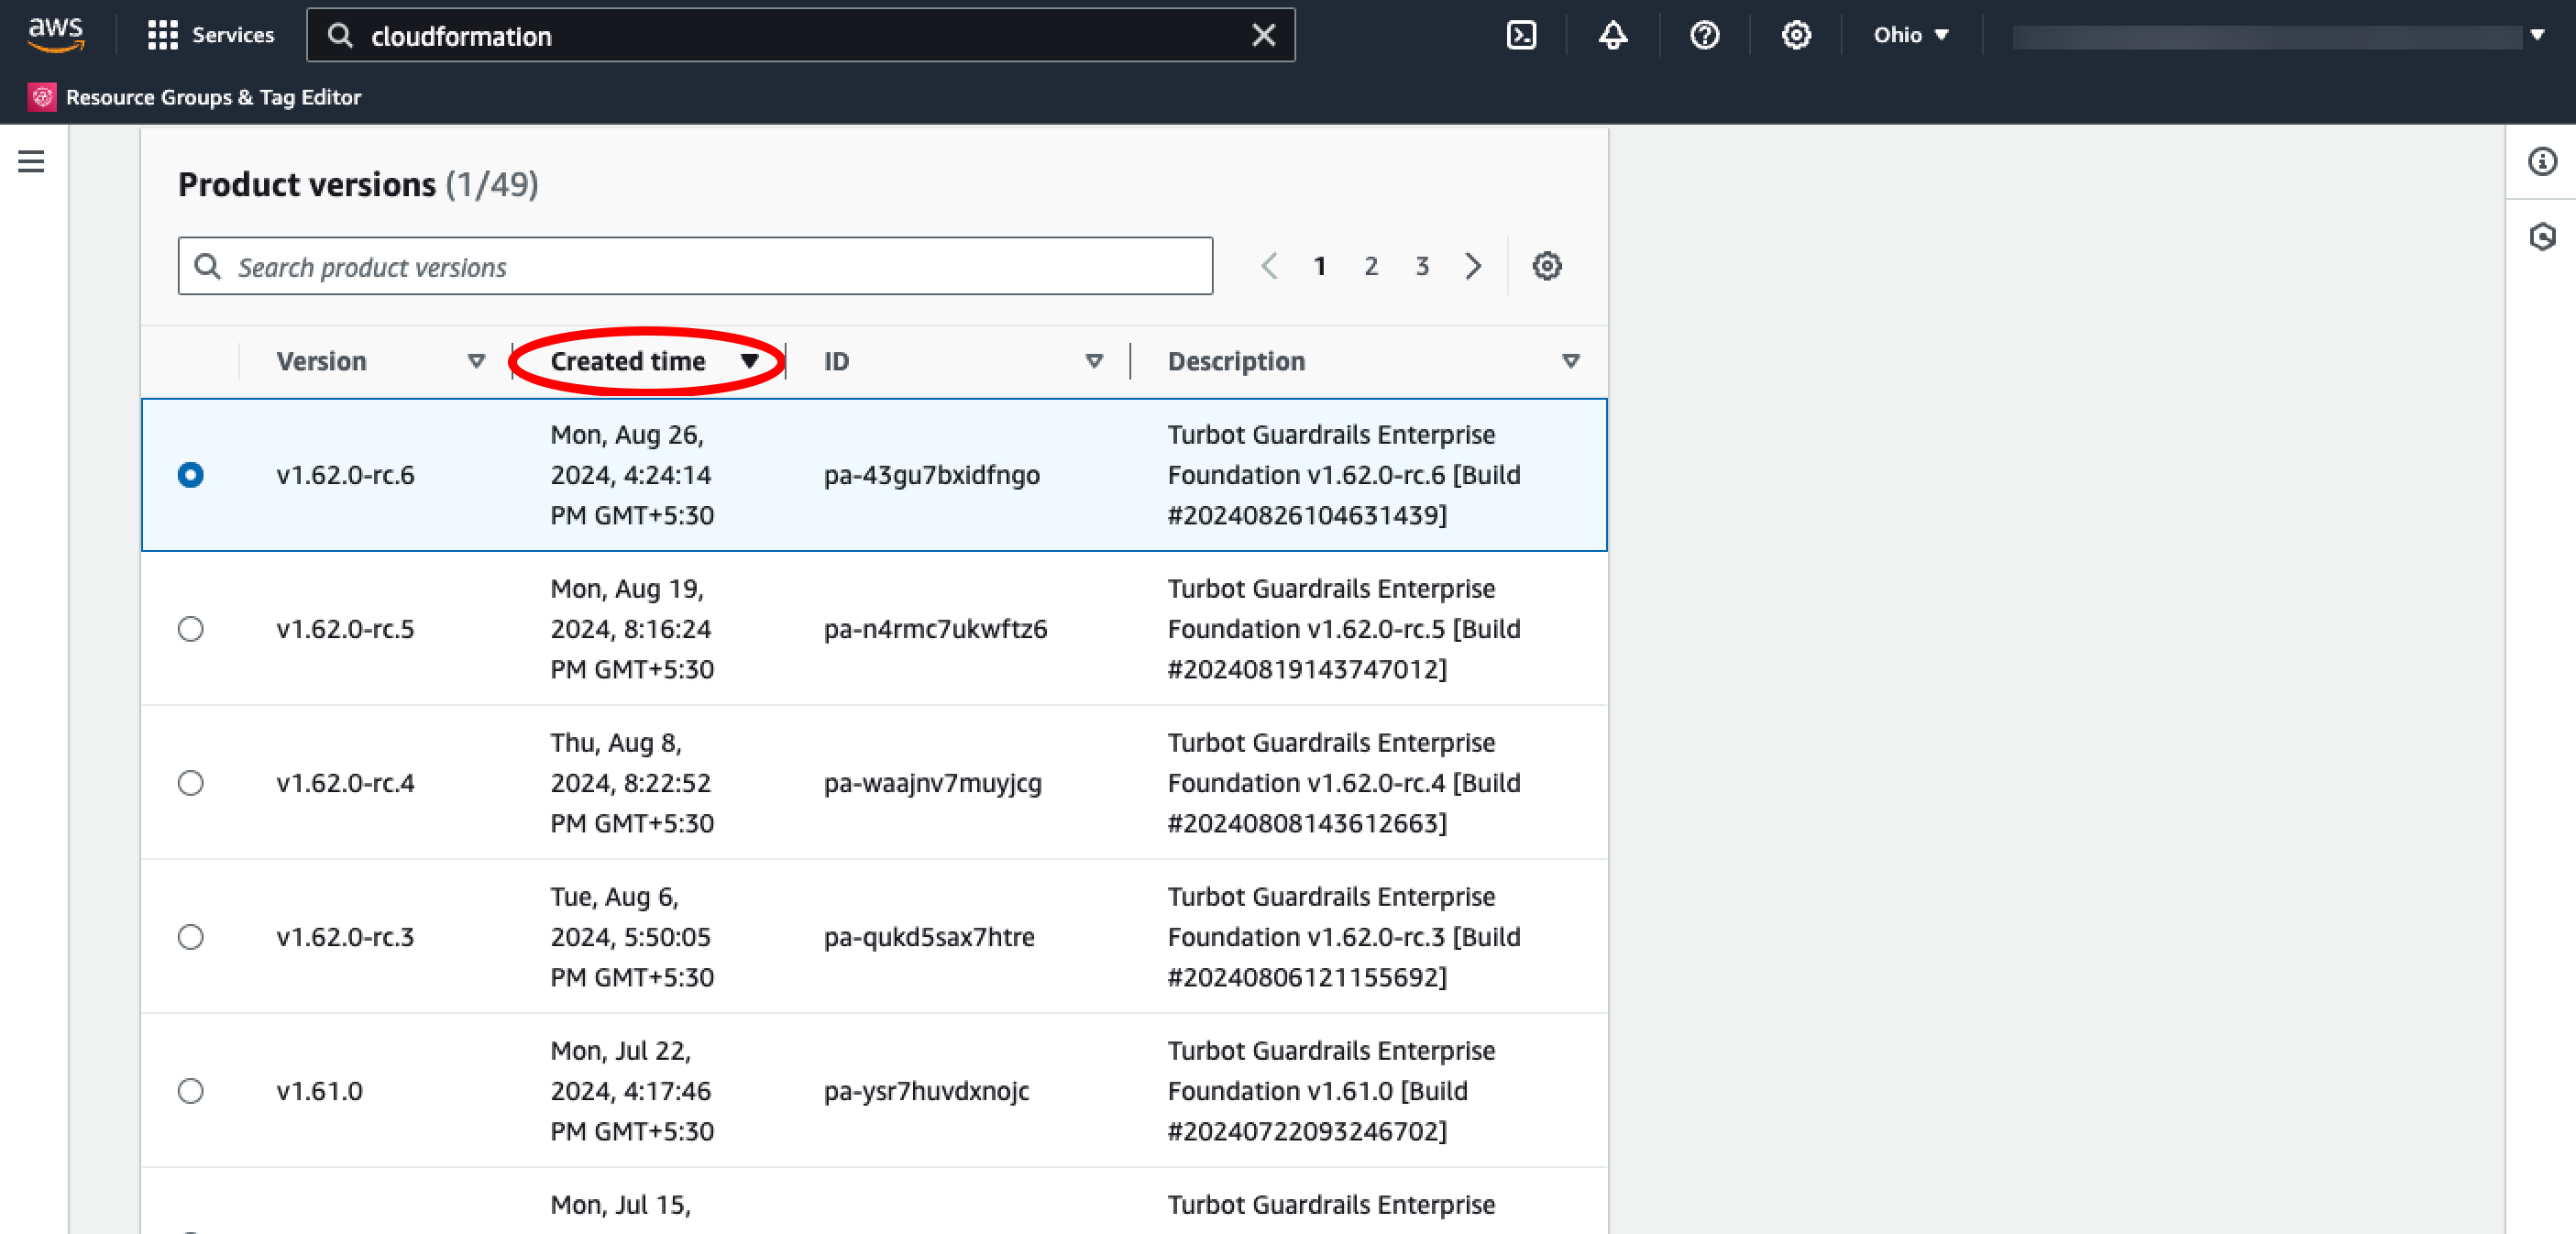 aws Services cloudformation Ohio
Resource Groups & Tag Editor
Product versions (1/49)
Search product versions 1 2 3
Version Created time ID Description
Mon, Aug 26, Turbot Guardrails Enterprise
v1.62.0-rc.6 2024, 4:24:14 pa-43gu7bxidfngo Foundation v1.62.0-rc.6 [Build
PM GMT+5:30 #20240826104631439]
Mon, Aug 19, Turbot Guardrails Enterprise
v1.62.0-rc.5 2024, 8:16:24 pa-n4rmc7ukwftz6 Foundation v1.62.0-rc.5 [Build
PM GMT+5:30 #20240819143747012]
Thu, Aug 8, Turbot Guardrails Enterprise
v1.62.0-rc.4 2024, 8:22:52 pa-waajnv7muyjcg Foundation v1.62.0-rc.4 [Build
PM GMT+5:30 #20240808143612663]
Tue, Aug 6, Turbot Guardrails Enterprise
v1.62.0-rc.3 2024, 5:50:05 pa-qukd5sax7htre Foundation v1.62.0-rc.3 [Build
PM GMT+5:30 #20240806121155692]
Mon, Jul 22, Turbot Guardrails Enterprise
v1.61.0 2024, 4:17:46 pa-ysr7huvdxnojc Foundation v1.61.0 [Build
PM GMT+5:30 #20240722093246702]
Mon, Jul 15, Turbot Guardrails Enterprise